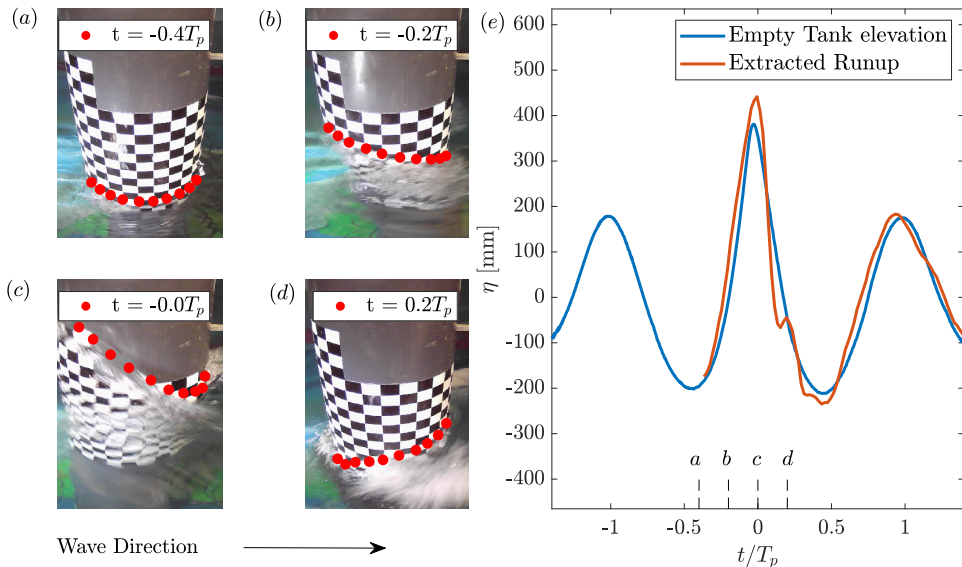 (a)
t = -0.4T_p
(b)
t = -0.2T_p
(c)
t = -0.0T_p
(d)
t = 0.2T_p
Wave Direction
(e)
Empty Tank elevation
Extracted Runup
600
500
400
300
200
100
0
-100
-200
-300
-400
η [mm]
a b c d
-1 -0.5 0 0.5 1
t/T_p